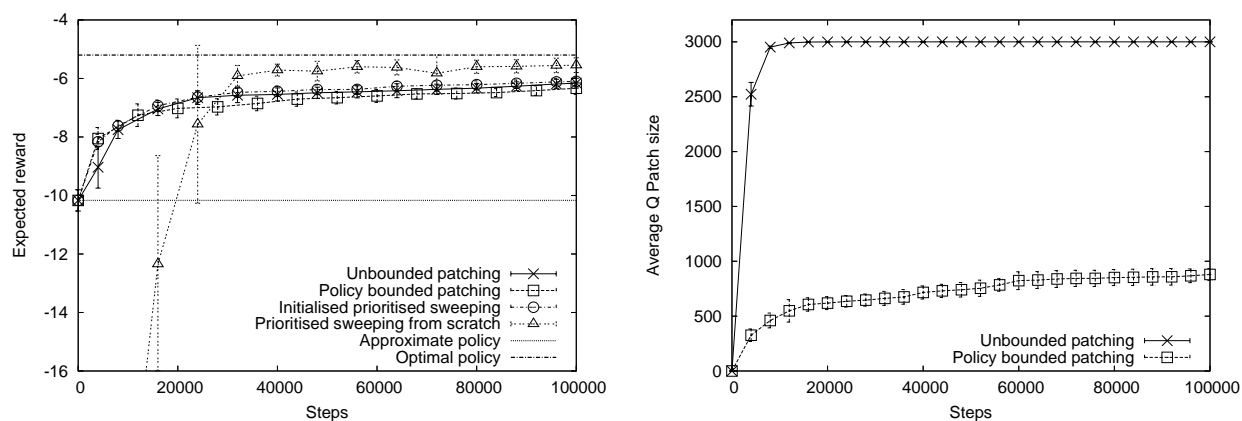 -4
-6
-8
-10
-12
-14
-16
Expected reward
0
20000
40000
60000
80000
100000
Steps
Unbounded patching
Policy bounded patching
Initialised prioritised sweeping
Prioritised sweeping from scratch
Approximate policy
Optimal policy
3000
2500
2000
1500
1000
500
0
Average Q Patch size
0
20000
40000
60000
80000
100000
Steps
Unbounded patching
Policy bounded patching